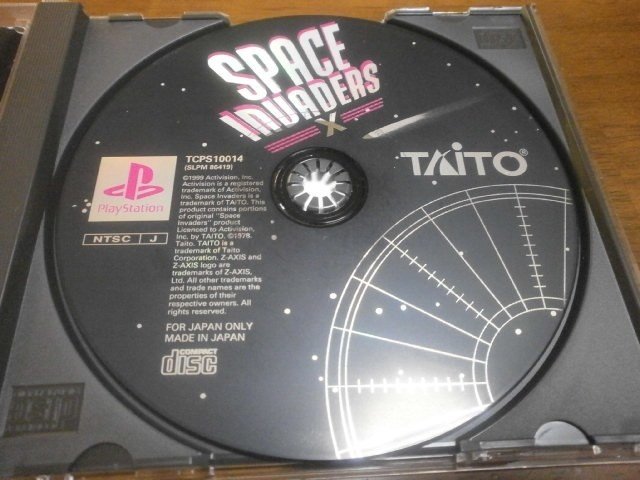 SPACE
INVADERS
X
TAITO®
PlayStation
NTSC J
TCPS10014
(SLPM 86419)
©1999 Activision, Inc.
Activision is a registered
trademark of Activision,
Inc. Space Invaders is a
trademark of TAITO. This
product contains portions
of original "Space
Invaders" product
Licenced to Activision,
Inc. by TAITO. ©1978,
Taito. TAITO is a
trademark of Taito
Corporation. Z-AXIS and
Z-AXIS logo are
trademarks of Z-AXIS,
Ltd. All other trademarks
and trade names are the
properties of their
respective owners. All
rights reserved.
FOR JAPAN ONLY
MADE IN JAPAN
COMPACT
disc